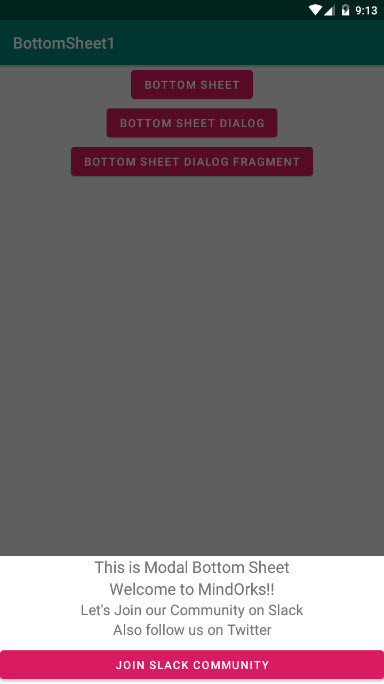 9:13
BottomSheet1
BOTTOM SHEET
BOTTOM SHEET DIALOG
BOTTOM SHEET DIALOG FRAGMENT
This is Modal Bottom Sheet
Welcome to MindOrks!!
Let's Join our Community on Slack
Also follow us on Twitter
JOIN SLACK COMMUNITY